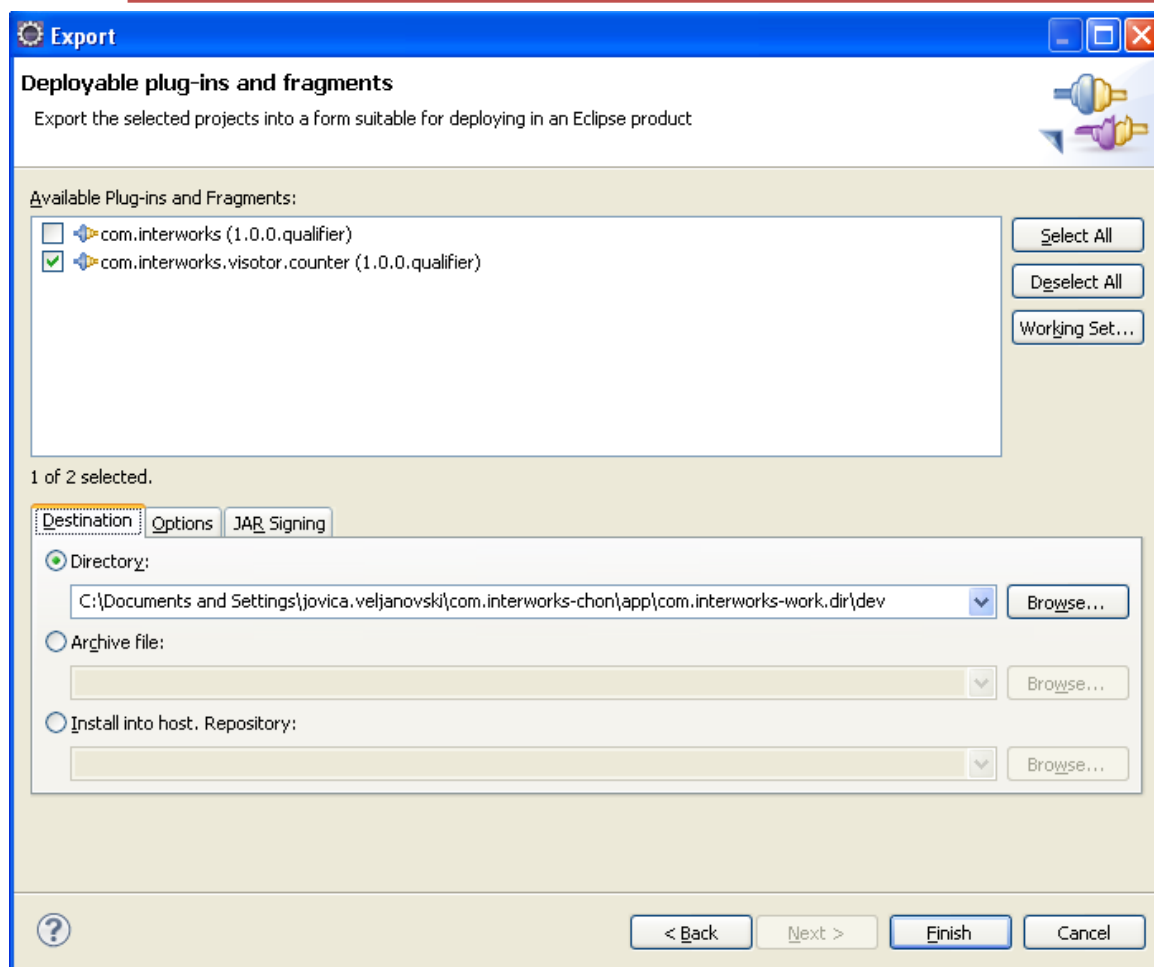 Export
Deployable plug-ins and fragments
Export the selected projects into a form suitable for deploying in an Eclipse product
Available Plug-ins and Fragments:
com.interworks (1.0.0.qualifier)
com.interworks.visotor.counter (1.0.0.qualifier)
Select All
Deselect All
Working Set...
1 of 2 selected.
Destination Options JAR Signing
Directory:
C:\Documents and Settings\jovica.veljanovski\com.interworks-chon\app\com.interworks-work.dir\dev Browse...
Archive file:
Browse...
Install into host. Repository:
Browse...
? < Back Next > Finish Cancel